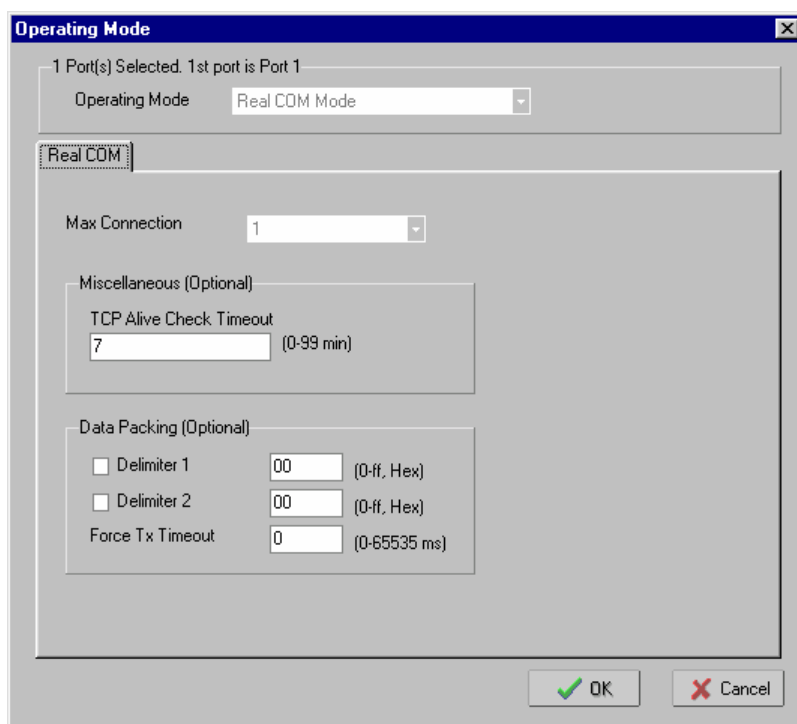 Operating Mode
1 Port(s) Selected. 1st port is Port 1
Operating Mode Real COM Mode
Real COM
Max Connection 1
Miscellaneous (Optional)
TCP Alive Check Timeout
7 (0-99 min)
Data Packing (Optional)
Delimiter 1 00 (0-ff, Hex)
Delimiter 2 00 (0-ff, Hex)
Force Tx Timeout 0 (0-65535 ms)
OK Cancel